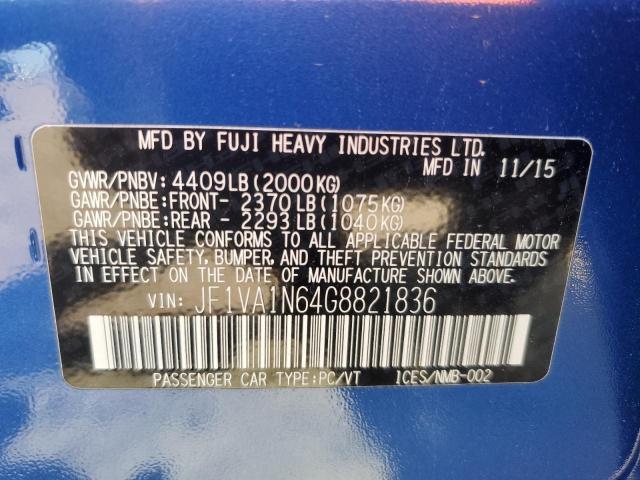 MFD BY FUJI HEAVY INDUSTRIES LTD.
MFD IN 11/15
GVWR/PNBV: 4409LB(2000KG)
GAWR/PNBE:FRONT- 2370LB(1075KG)
GAWR/PNBE:REAR - 2293LB(1040KG)
THIS VEHICLE CONFORMS TO ALL APPLICABLE FEDERAL MOTOR
VEHICLE SAFETY, BUMPER, AND THEFT PREVENTION STANDARDS
IN EFFECT ON THE DATE OF MANUFACTURE SHOWN ABOVE.
VIN: JF1VA1N64G8821836
PASSENGER CAR TYPE:PC/VT ICES/NMB-002